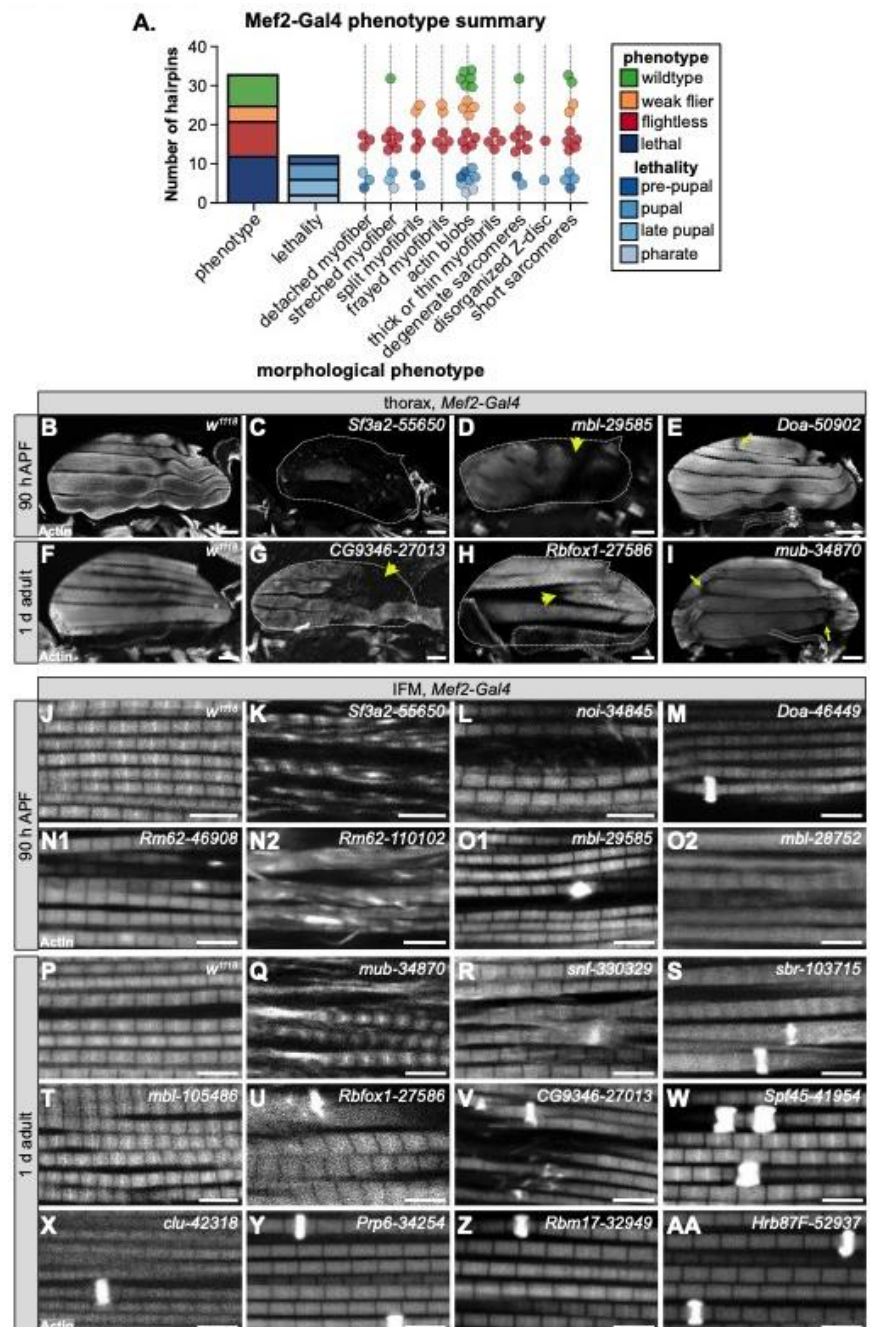 A.
Mef2-Gal4 phenotype summary
Number of hairpins
40
30
20
10
0
phenotype
lethality
detached myofiber
streched myofiber
split myofibrils
frayed myofibrils
actin blobs
thick or thin myofibrils
degenerate sarcomeres
disorganized Z-disc
short sarcomeres
morphological phenotype
phenotype
wildtype
weak flier
flightless
lethal
lethality
pre-pupal
pupal
late pupal
pharate
thorax, Mef2-Gal4
90 h APF
B w1118
Actin
C Sf3a2-55650
D mbl-29585
E Doa-50902
1 d adult
F w1118
Actin
G CG9346-27013
H Rbfox1-27586
I mub-34870
IFM, Mef2-Gal4
90 h APF
J w1118
K Sf3a2-55650
L noi-34845
M Doa-46449
N1 Rm62-46908
Actin
N2 Rm62-110102
O1 mbl-29585
O2 mbl-28752
1 d adult
P w1118
Q mub-34870
R snf-330329
S sbr-103715
T mbl-105486
U Rbfox1-27586
V CG9346-27013
W Spf45-41954
X clu-42318
Actin
Y Prp6-34254
Z Rbm17-32949
AA Hrb87F-52937